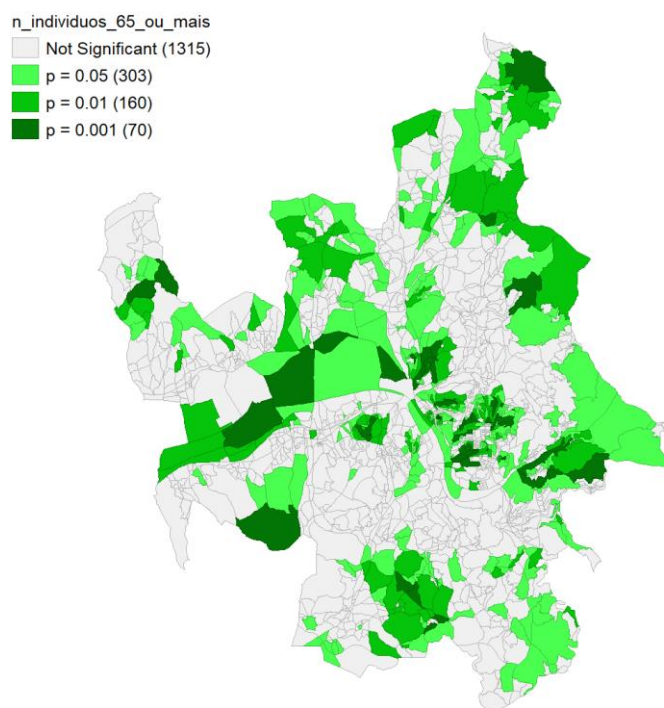 n_individuos_65_ou_mais
Not Significant (1315)
p = 0.05 (303)
p = 0.01 (160)
p = 0.001 (70)